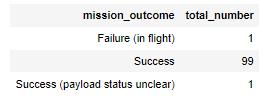 mission_outcome total_number
Failure (in flight) 1
Success 99
Success (payload status unclear) 1